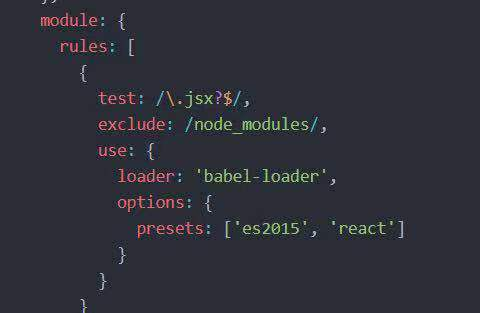 },
module: {
rules: [
{
test: /\.jsx?$/,
exclude: /node_modules/,
use: {
loader: 'babel-loader',
options: {
presets: ['es2015', 'react']
}
}
}